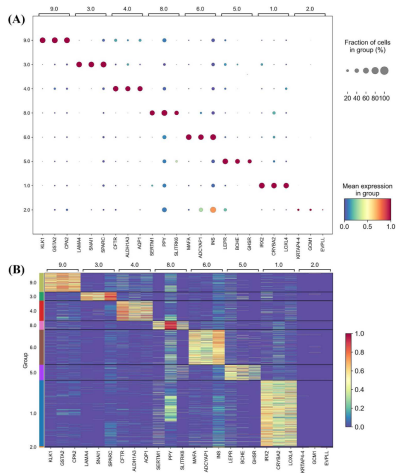 (A)
9.0 3.0 4.0 8.0 6.0 5.0 1.0 2.0
9.0
3.0
4.0
8.0
6.0
5.0
1.0
2.0
KLK1 GSTA2 CPA2 LAMA4 SNAI1 SPARC CFTR ALDH1A3 AQP1 SERTM1 PPY SLITRK6 MAFA ADCYAP1 INS LEPR BCHE GHSR IRX2 CRYBA2 LOXL4 KRTAP4-4 GCM1 EVPLL
Fraction of cells
in group (%)
20 40 60 80 100
Mean expression
in group
0.0 0.5 1.0
(B)
9.0 3.0 4.0 8.0 6.0 5.0 1.0 2.0
Group
9.0
3.0
4.0
8.0
6.0
5.0
1.0
2.0
KLK1 GSTA2 CPA2 LAMA4 SNAI1 SPARC CFTR ALDH1A3 AQP1 SERTM1 PPY SLITRK6 MAFA ADCYAP1 INS LEPR BCHE GHSR IRX2 CRYBA2 LOXL4 KRTAP4-4 GCM1 EVPLL
1.0
0.8
0.6
0.4
0.2
0.0